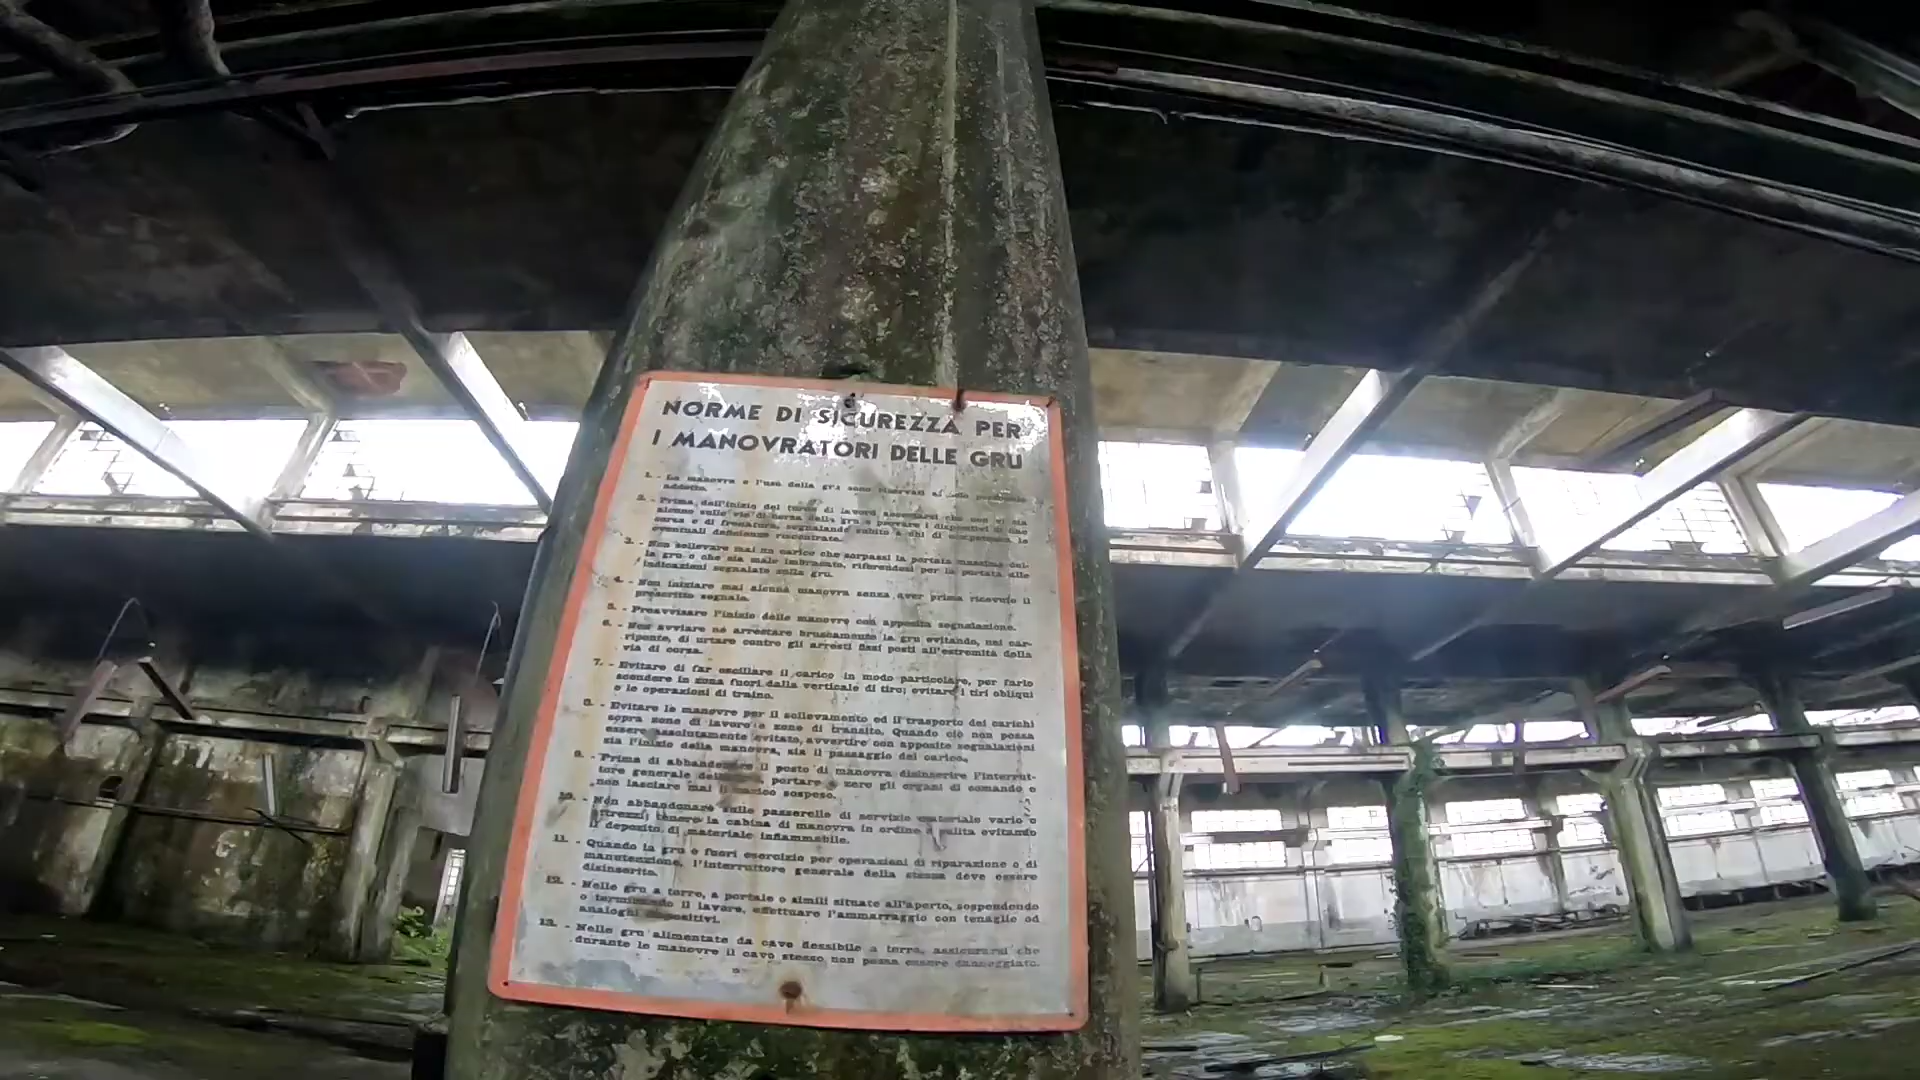 NORME DI SICUREZZA PER
I MANOVRATORI DELLE GRU
1. - La manovra e l'uso della gru sono riservati al solo personale
addetto.
2. - Prima dell'inizio del turno di lavoro accertarsi che non vi sia
alcuno sulle vie di corsa della gru e provare i dispositivi di fine
corsa e di frenatura, segnalando subito a chi di competenza le
eventuali deficienze riscontrate.
3. - Non sollevare mai un carico che sorpassi la portata massima del-
la gru o che sia male imbracato, riferendosi per la portata alle
indicazioni segnalate sulla gru.
4. - Non iniziare mai alcuna manovra senza aver prima ricevuto il
prescritto segnale.
5. - Preavvisare l'inizio delle manovre con apposita segnalazione.
6. - Non avviare né arrestare bruscamente la gru evitando, nei car-
riponte, di urtare contro gli arresti fissi posti all'estremità della
via di corsa.
7. - Evitare di far oscillare il carico in modo particolare, per farlo
scendere in zona fuori dalla verticale di tiro; evitare i tiri obliqui
o le operazioni di traino.
8. - Evitare le manovre per il sollevamento ed il trasporto dei carichi
sopra zone di lavoro e zone di transito. Quando ciò non possa
essere assolutamente evitato, avvertire con apposite segnalazioni
sia l'inizio della manovra, sia il passaggio del carico.
9. - Prima di abbandonare il posto di manovra disinserire l'interrut-
tore generale portare a zero gli organi di comando e
non lasciare mai il carico sospeso.
10. - Non abbandonare sulle passerelle di servizio materiale vario o
attrezzi; tenere la cabina di manovra in ordine pulita evitando
il deposito di materiale infiammabile.
11. - Quando la gru è fuori esercizio per operazioni di riparazione o di
manutenzione, l'interruttore generale della stessa deve essere
disinserito.
12. - Nelle gru a torre, a portale o simili situate all'aperto, sospendendo
o terminando il lavoro, effettuare l'ammarraggio con tenaglie od
analoghi dispositivi.
13. - Nelle gru alimentate da cavo flessibile a terra, assicurarsi che
durante le manovre il cavo stesso non possa essere danneggiato.